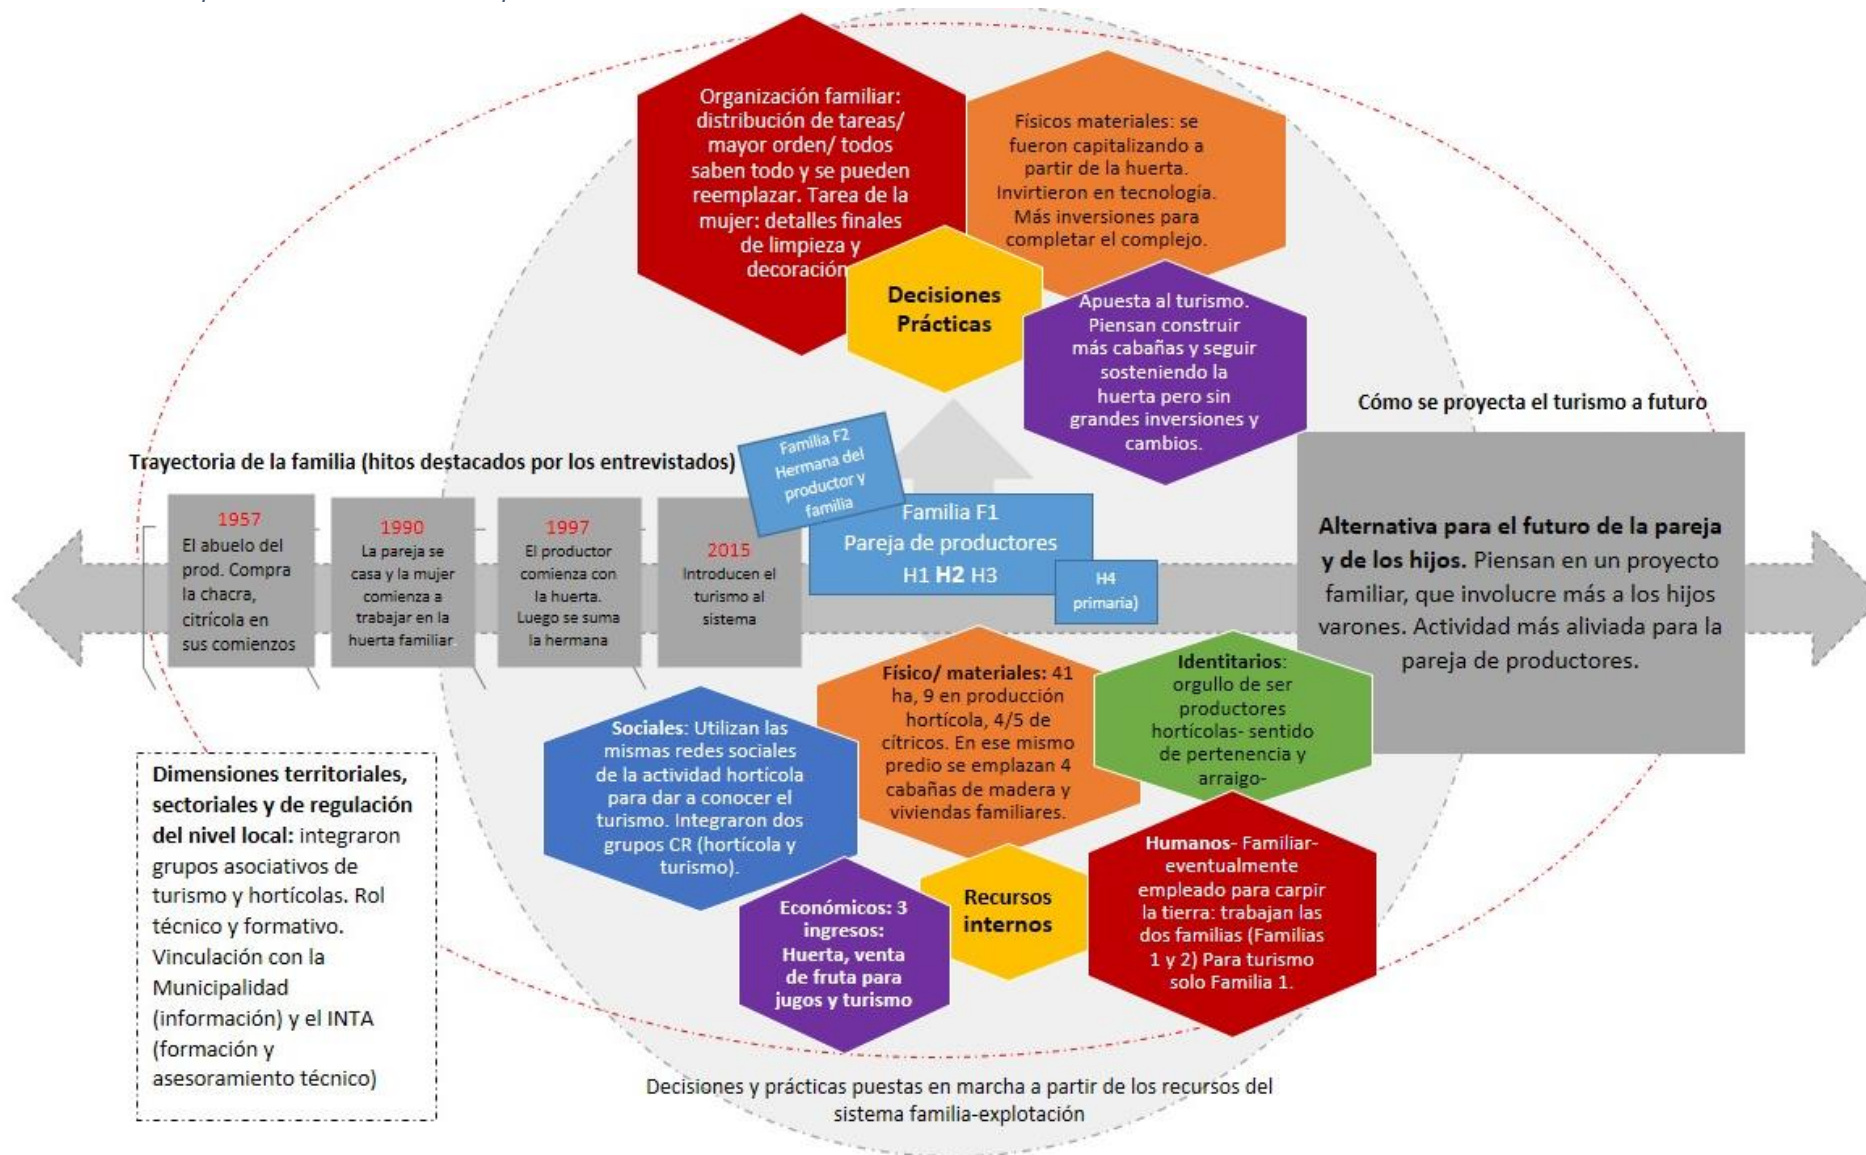 Organización familiar:
distribución de tareas/
mayor orden/ todos
saben todo y se pueden
reemplazar. Tarea de la
mujer: detalles finales
de limpieza y
decoración
Físicos materiales: se
fueron capitalizando a
partir de la huerta.
Invirtieron en tecnología.
Más inversiones para
completar el complejo.
Decisiones
Prácticas
Apuesta al turismo.
Piensan construir
más cabañas y seguir
sosteniendo la
huerta pero sin
grandes inversiones y
cambios.
Cómo se proyecta el turismo a futuro
Trayectoria de la familia (hitos destacados por los entrevistados)
1957
El abuelo del
prod. Compra
la chacra,
citrícola en
sus comienzos
1990
La pareja se
casa y la mujer
comienza a
trabajar en la
huerta familiar.
1997
El productor
comienza con
la huerta.
Luego se suma
la hermana
2015
Introducen el
turismo al
sistema
Familia F2
Hermana del
productor y
familia
Familia F1
Pareja de productores
H1 H2 H3
H4
primaria)
Alternativa para el futuro de la pareja
y de los hijos. Piensan en un proyecto
familiar, que involucre más a los hijos
varones. Actividad más aliviada para la
pareja de productores.
Sociales: Utilizan las
mismas redes sociales
de la actividad hortícola
para dar a conocer el
turismo. Integraron dos
grupos CR (hortícola y
turismo).
Físico/ materiales: 41
ha, 9 en producción
hortícola, 4/5 de
cítricos. En ese mismo
predio se emplazan 4
cabañas de madera y
viviendas familiares.
Identitarios:
orgullo de ser
productores
hortícolas- sentido
de pertenencia y
arraigo-
Económicos: 3
ingresos:
Huerta, venta
de fruta para
jugos y turismo
Recursos
internos
Humanos- Familiar-
eventualmente
empleado para carpir
la tierra: trabajan las
dos familias (Familias
1 y 2) Para turismo
solo Familia 1.
Dimensiones territoriales,
sectoriales y de regulación
del nivel local: integraron
grupos asociativos de
turismo y hortícolas. Rol
técnico y formativo.
Vinculación con la
Municipalidad
(información) y el INTA
(formación y
asesoramiento técnico)
Decisiones y prácticas puestas en marcha a partir de los recursos del
sistema familia-explotación